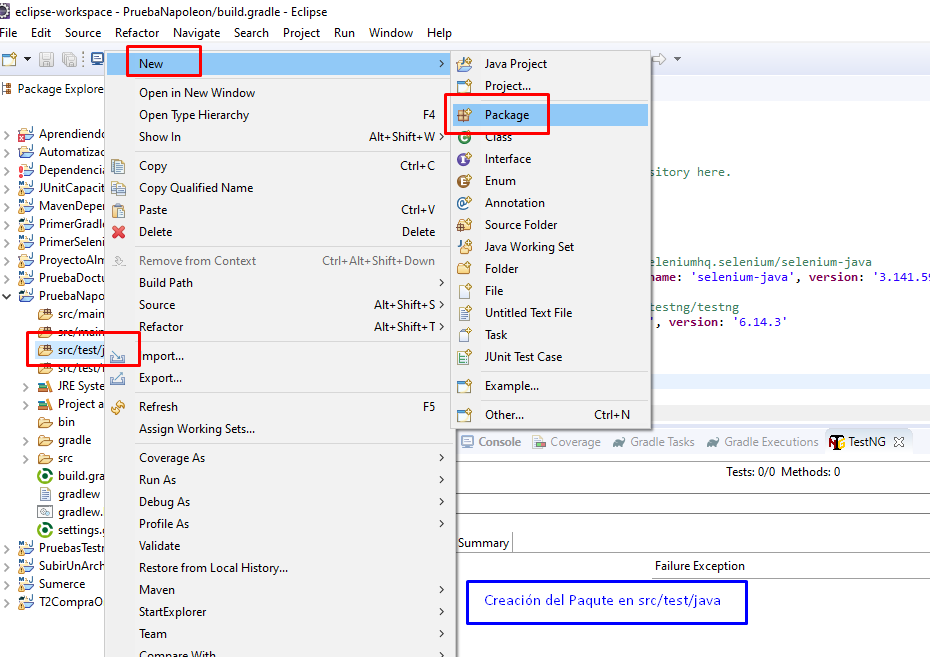 eclipse-workspace - PruebaNapoleon/build.gradle - Eclipse
File Edit Source Refactor Navigate Search Project Run Window Help
Package Explore
Aprendiendo
Automatizac
Dependencia
JUnitCapacit
MavenDeper
PrimerGradle
PrimerSeleni
ProyectoAlm
PruebaDoctu
PruebaNapo
src/main
src/main
src/test/j
src/test/r
JRE Syste
Project a
bin
gradle
src
build.gra
gradlew
gradlew.
settings.g
PruebasTestn
SubirUnArch
Sumerce
T2CompraO
New
Open in New Window
Open Type Hierarchy F4
Show In Alt+Shift+W
Copy Ctrl+C
Copy Qualified Name
Paste Ctrl+V
Delete Delete
Remove from Context Ctrl+Alt+Shift+Down
Build Path
Source Alt+Shift+S
Refactor Alt+Shift+T
Import...
Export...
Refresh F5
Assign Working Sets...
Coverage As
Run As
Debug As
Profile As
Validate
Restore from Local History...
Maven
StartExplorer
Team
Compare With
Java Project
Project...
Package
Class
Interface
Enum
Annotation
Source Folder
Java Working Set
Folder
File
Untitled Text File
Task
JUnit Test Case
Example...
Other... Ctrl+N
sitory here.
eleniumhq.selenium/selenium-java
name: 'selenium-java', version: '3.141.59
/testng/testng
', version: '6.14.3'
Console Coverage Gradle Tasks Gradle Executions TestNG
Tests: 0/0 Methods: 0
Summary
Failure Exception
Creación del Paqute en src/test/java